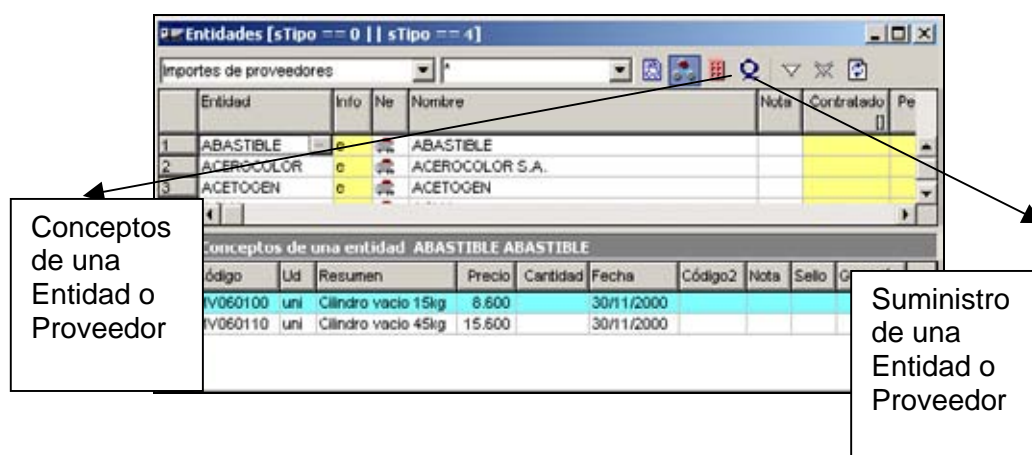 Entidades [sTipo == 0 || sTipo == 4]
Importes de proveedores *
Entidad Info Ne Nombre Nota Contratado Pe
[]
1 ABASTIBLE e ABASTIBLE
2 ACEROCOLOR e ACEROCOLOR S.A.
3 ACETOGEN e ACETOGEN
Conceptos de una entidad ABASTIBLE ABASTIBLE
ódigo Ud Resumen Precio Cantidad Fecha Código2 Nota Sello
V060100 uni Cilindro vacio 15kg 8.600 30/11/2000
V060110 uni Cilindro vacio 45kg 15.600 30/11/2000
Conceptos
de una
Entidad o
Proveedor
Suministro
de una
Entidad o
Proveedor